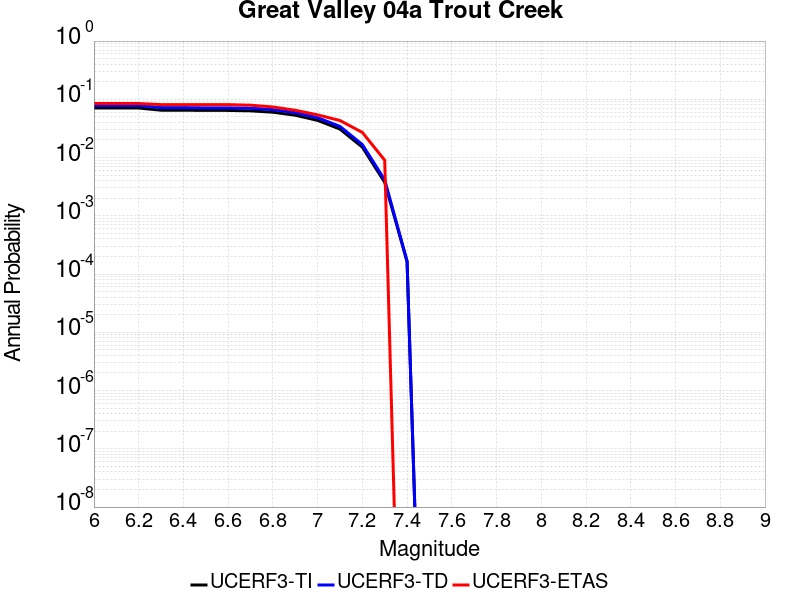 Great Valley 04a Trout Creek
10^0
10^-1
10^-2
10^-3
10^-4
10^-5
10^-6
10^-7
10^-8
Annual Probability
6 6.2 6.4 6.6 6.8 7 7.2 7.4 7.6 7.8 8 8.2 8.4 8.6 8.8 9
Magnitude
UCERF3-TI UCERF3-TD UCERF3-ETAS